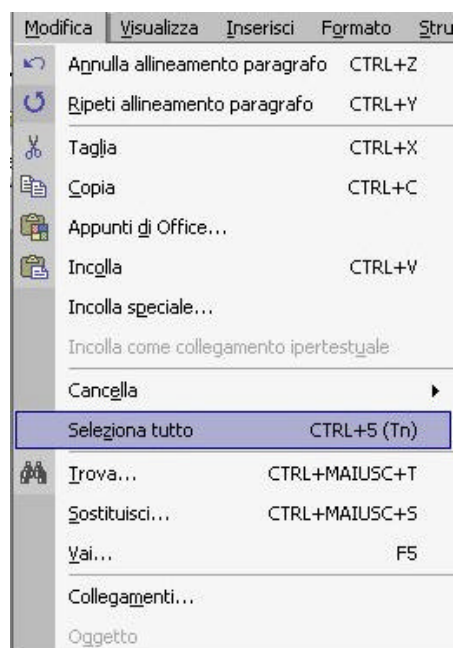 Modifica Visualizza Inserisci Formato Stru
Annulla allineamento paragrafo CTRL+Z
Ripeti allineamento paragrafo CTRL+Y
Taglia CTRL+X
Copia CTRL+C
Appunti di Office...
Incolla CTRL+V
Incolla speciale...
Incolla come collegamento ipertestuale
Cancella
Seleziona tutto CTRL+5 (Tn)
Trova... CTRL+MAIUSC+T
Sostituisci... CTRL+MAIUSC+S
Vai... F5
Collegamenti...
Oggetto